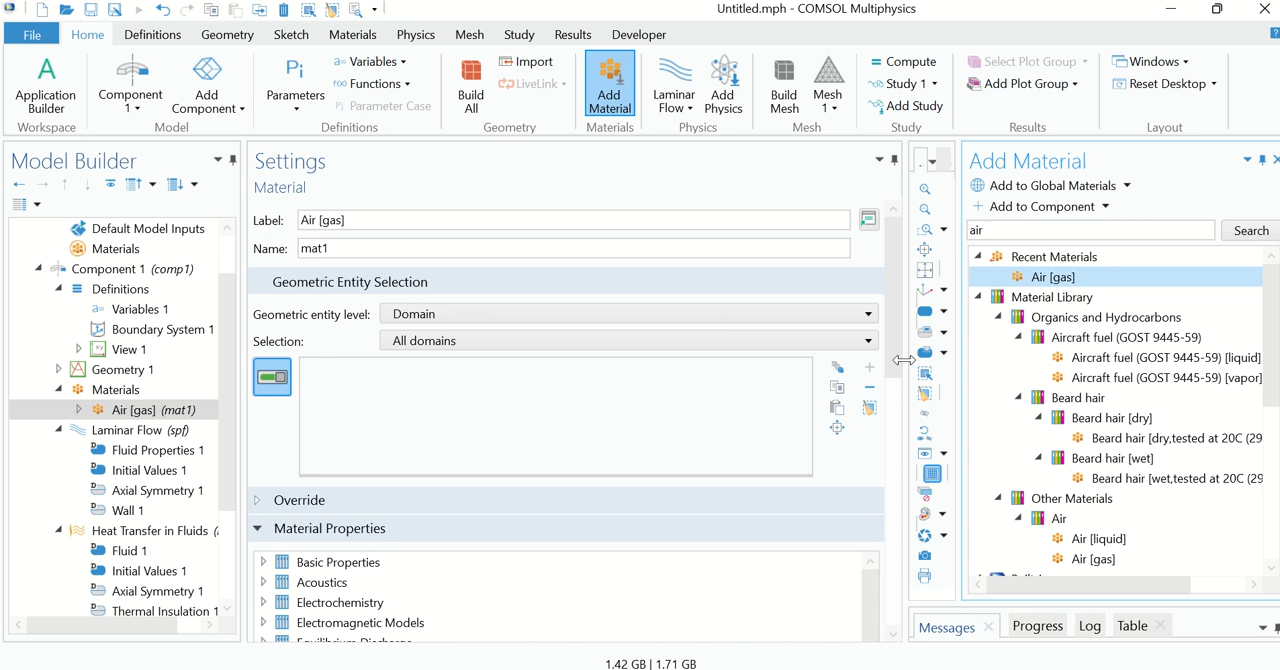 Untitled.mph - COMSOL Multiphysics
File Home Definitions Geometry Sketch Materials Physics Mesh Study Results Developer
Application Builder
Workspace
Component 1
Add Component
Model
Pi
Parameters
a= Variables
f(x) Functions
Pi Parameter Case
Definitions
Build All
Import
LiveLink
Geometry
Add Material
Materials
Laminar Flow
Add Physics
Physics
Build Mesh
Mesh 1
Mesh
= Compute
Study 1
Add Study
Study
Select Plot Group
Add Plot Group
Results
Windows
Reset Desktop
Layout
Model Builder
Default Model Inputs
Materials
Component 1 (comp1)
Definitions
a= Variables 1
Boundary System 1
View 1
Geometry 1
Materials
Air [gas] (mat1)
Laminar Flow (spf)
Fluid Properties 1
Initial Values 1
Axial Symmetry 1
Wall 1
Heat Transfer in Fluids (
Fluid 1
Initial Values 1
Axial Symmetry 1
Thermal Insulation 1
Settings
Material
Label: Air [gas]
Name: mat1
Geometric Entity Selection
Geometric entity level: Domain
Selection: All domains
Override
Material Properties
Basic Properties
Acoustics
Electrochemistry
Electromagnetic Models
Equilibrium Discharge
Add Material
Add to Global Materials
+ Add to Component
air Search
Recent Materials
Air [gas]
Material Library
Organics and Hydrocarbons
Aircraft fuel (GOST 9445-59)
Aircraft fuel (GOST 9445-59) [liquid]
Aircraft fuel (GOST 9445-59) [vapor]
Beard hair
Beard hair [dry]
Beard hair [dry,tested at 20C (29
Beard hair [wet]
Beard hair [wet,tested at 20C (29
Other Materials
Air
Air [liquid]
Air [gas]
Messages Progress Log Table
1.42 GB | 1.71 GB